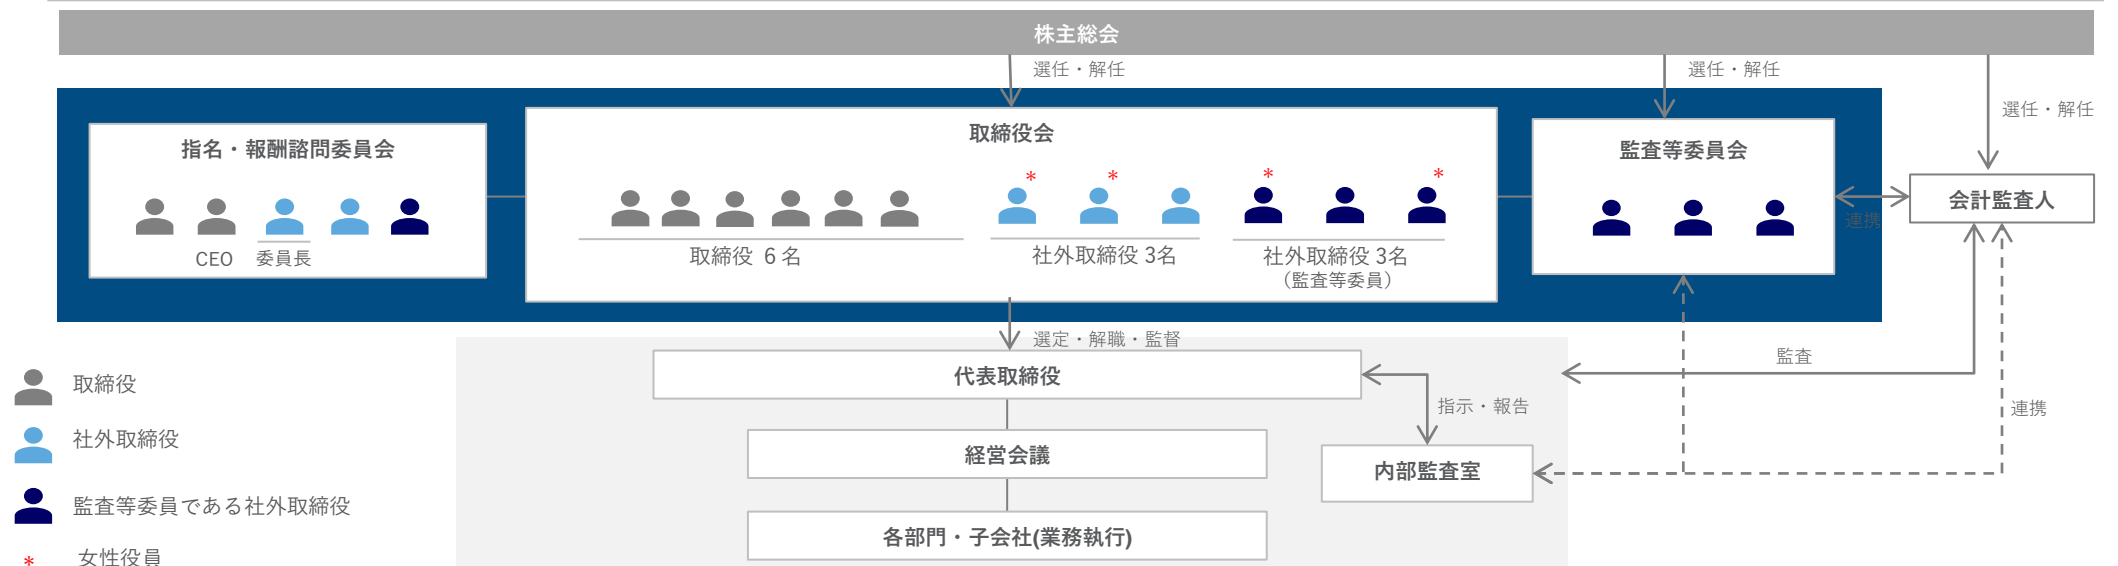 株主総会
選任・解任
選任・解任
選任・解任
指名・報酬諮問委員会
CEO
委員長
取締役会
*
*
*
*
取締役 6名
社外取締役 3名
社外取締役 3名
（監査等委員）
監査等委員会
連携
会計監査人
選定・解職・監督
代表取締役
監査
指示・報告
連携
経営会議
内部監査室
各部門・子会社(業務執行)
取締役
社外取締役
監査等委員である社外取締役
* 女性役員